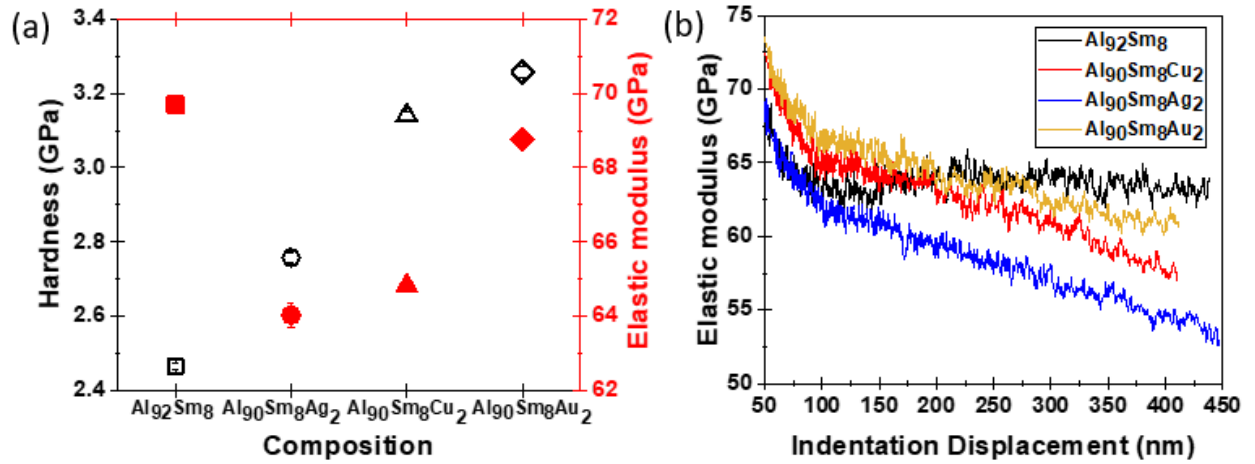 (a)
3.4
3.2
3.0
2.8
2.6
2.4
Hardness (GPa)
72
70
68
66
64
62
Elastic modulus (GPa)
Al92Sm8
Al90Sm8Ag2
Al90Sm8Cu2
Al90Sm8Au2
Composition
(b)
75
70
65
60
55
50
Elastic modulus (GPa)
Al92Sm8
Al90Sm8Cu2
Al90Sm8Ag2
Al90Sm8Au2
50 100 150 200 250 300 350 400 450
Indentation Displacement (nm)